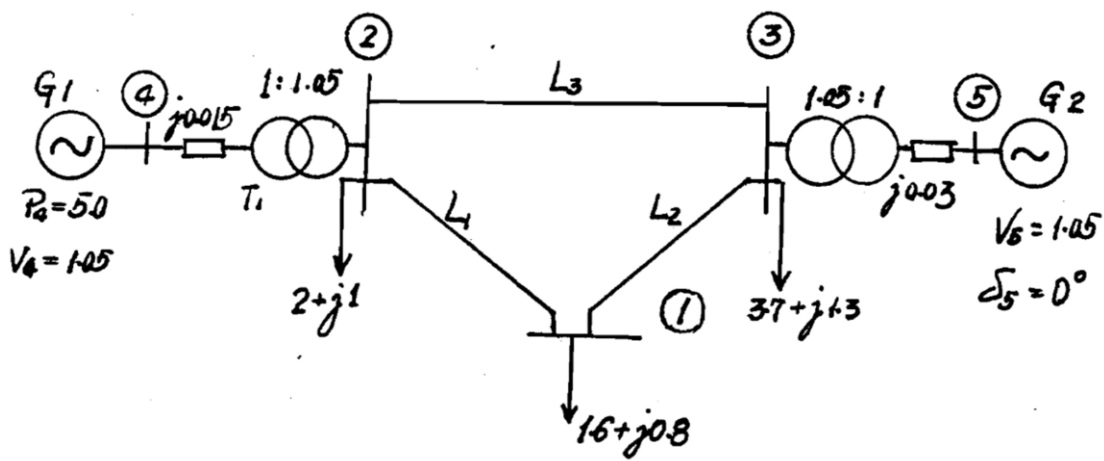 2
3
G1
4
j0.015
1:1.05
L3
1.05:1
5
G2
T1
j0.03
P4=5.0
V4=1.05
L1
L2
V5=1.05
δ5=0°
2+j1
1
3.7+j1.3
1.6+j0.8